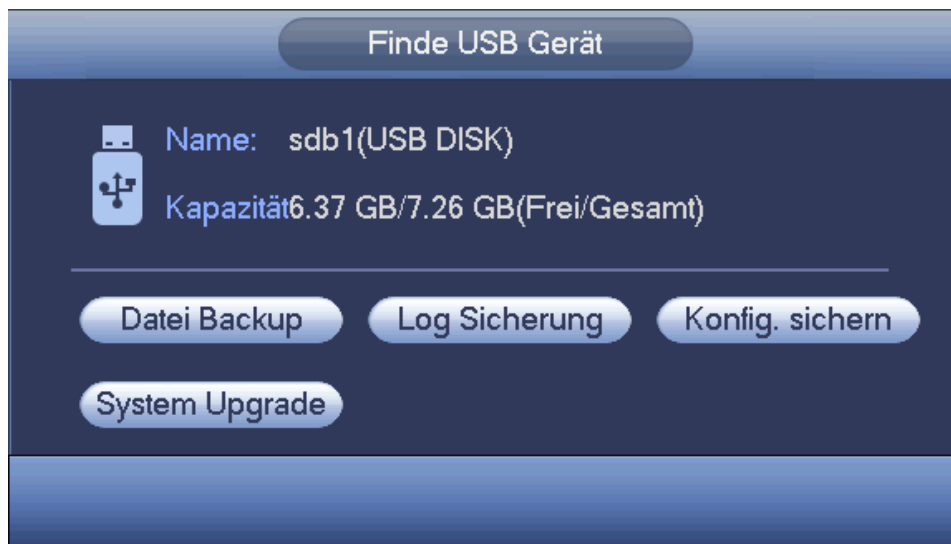 Finde USB Gerät
Name: sdb1(USB DISK)
Kapazität6.37 GB/7.26 GB(Frei/Gesamt)
Datei Backup Log Sicherung Konfig. sichern
System Upgrade